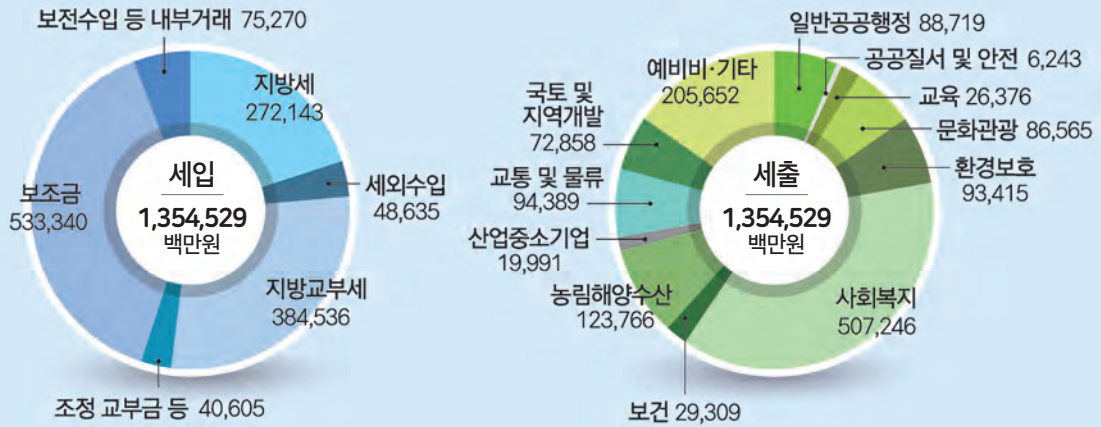 보전수입 등 내부거래 75,270
지방세
272,143
세외수입
48,635
지방교부세
384,536
조정 교부금 등 40,605
보조금
533,340
세입
1,354,529
백만원
일반공공행정 88,719
공공질서 및 안전 6,243
교육 26,376
문화관광 86,565
환경보호
93,415
사회복지
507,246
보건 29,309
농림해양수산
123,766
산업중소기업
19,991
교통 및 물류
94,389
국토 및
지역개발
72,858
예비비·기타
205,652
세출
1,354,529
백만원